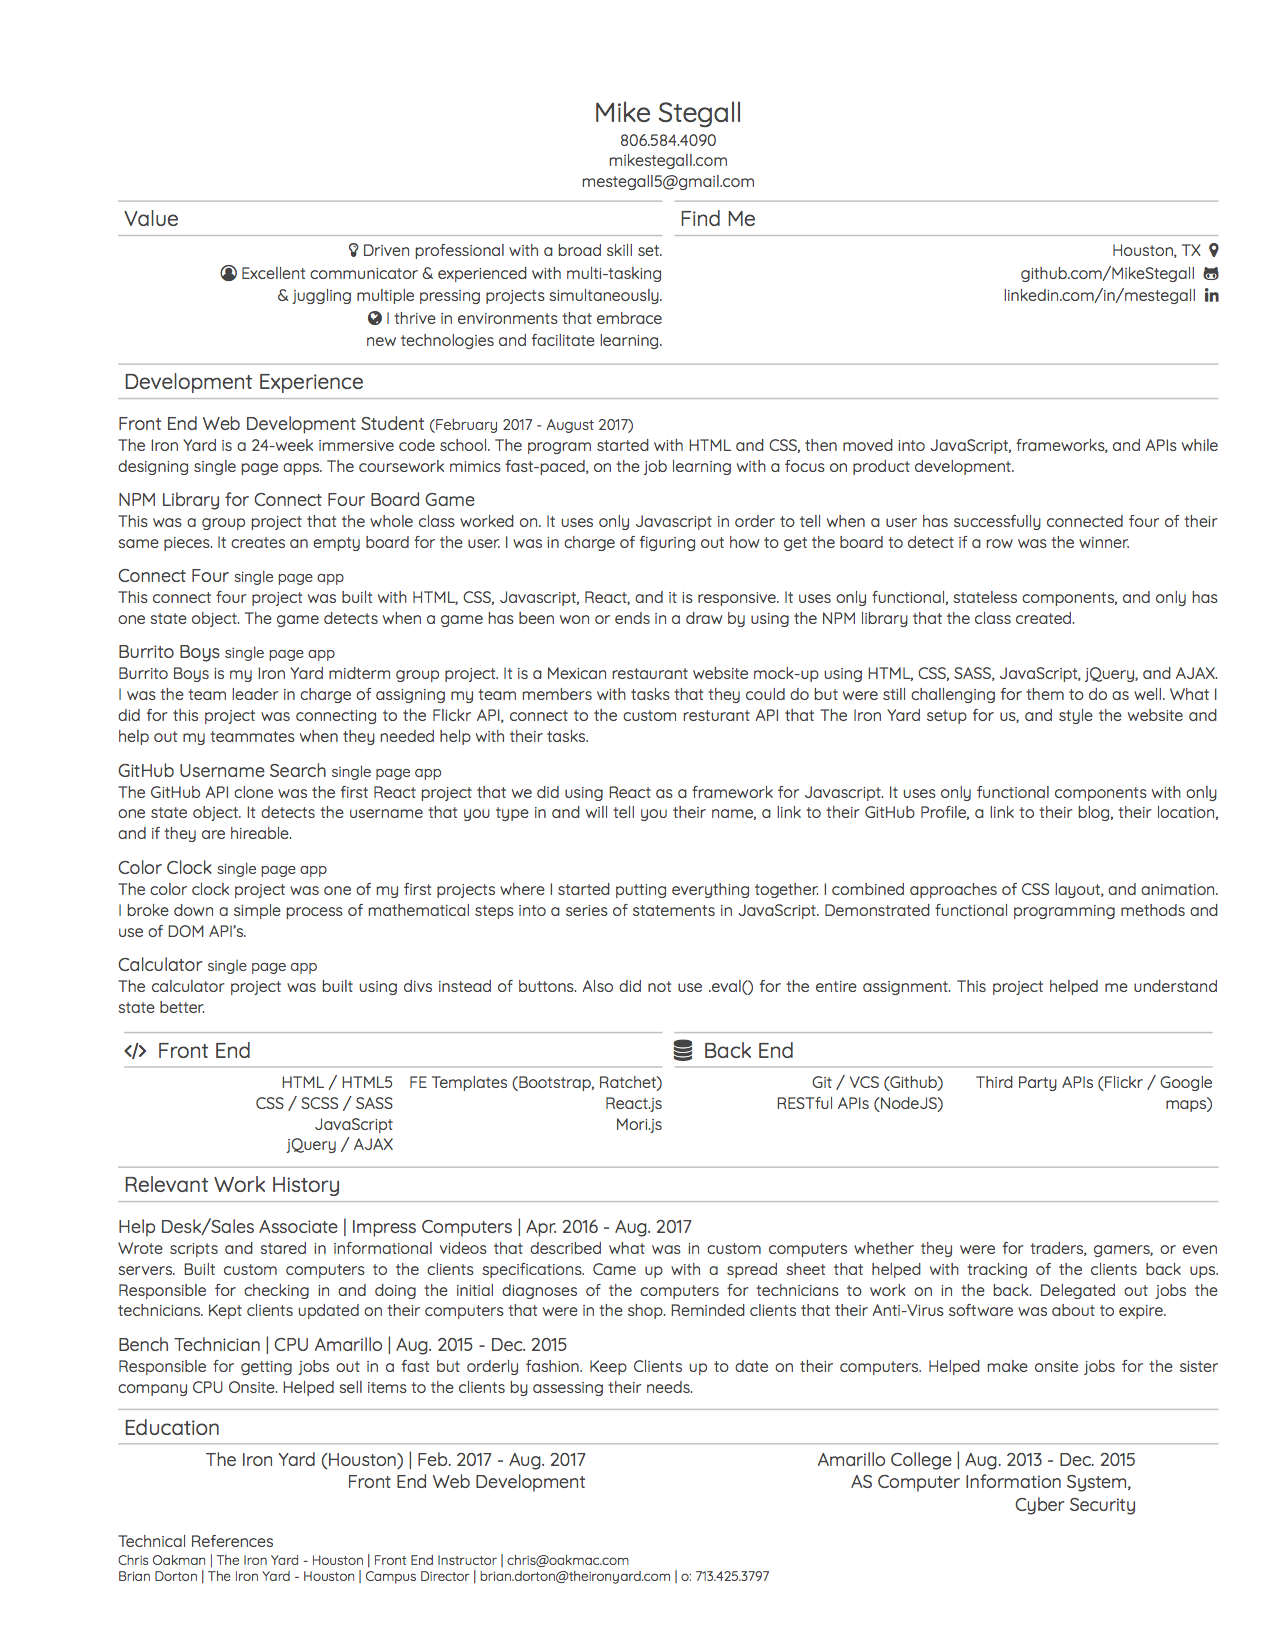 Mike Stegall
806.584.4090
mikestegall.com
mestegall5@gmail.com
Value
Driven professional with a broad skill set.
Excellent communicator & experienced with multi-tasking
& juggling multiple pressing projects simultaneously.
I thrive in environments that embrace
new technologies and facilitate learning.
Find Me
Houston, TX
github.com/MikeStegall
linkedin.com/in/mestegall
Development Experience
Front End Web Development Student (February 2017 - August 2017)
The Iron Yard is a 24-week immersive code school. The program started with HTML and CSS, then moved into JavaScript, frameworks, and APIs while
designing single page apps. The coursework mimics fast-paced, on the job learning with a focus on product development.
NPM Library for Connect Four Board Game
This was a group project that the whole class worked on. It uses only Javascript in order to tell when a user has successfully connected four of their
same pieces. It creates an empty board for the user. I was in charge of figuring out how to get the board to detect if a row was the winner.
Connect Four single page app
This connect four project was built with HTML, CSS, Javascript, React, and it is responsive. It uses only functional, stateless components, and only has
one state object. The game detects when a game has been won or ends in a draw by using the NPM library that the class created.
Burrito Boys single page app
Burrito Boys is my Iron Yard midterm group project. It is a Mexican restaurant website mock-up using HTML, CSS, SASS, JavaScript, jQuery, and AJAX.
I was the team leader in charge of assigning my team members with tasks that they could do but were still challenging for them to do as well. What I
did for this project was connecting to the Flickr API, connect to the custom resturant API that The Iron Yard setup for us, and style the website and
help out my teammates when they needed help with their tasks.
GitHub Username Search single page app
The GitHub API clone was the first React project that we did using React as a framework for Javascript. It uses only functional components with only
one state object. It detects the username that you type in and will tell you their name, a link to their GitHub Profile, a link to their blog, their location,
and if they are hireable.
Color Clock single page app
The color clock project was one of my first projects where I started putting everything together. I combined approaches of CSS layout, and animation.
I broke down a simple process of mathematical steps into a series of statements in JavaScript. Demonstrated functional programming methods and
use of DOM API's.
Calculator single page app
The calculator project was built using divs instead of buttons. Also did not use .eval() for the entire assignment. This project helped me understand
state better.
Front End
HTML / HTML5
CSS / SCSS / SASS
JavaScript
jQuery / AJAX
FE Templates (Bootstrap, Ratchet)
React.js
Mori.js
Back End
Git / VCS (Github)
RESTful APIs (NodeJS)
Third Party APIs (Flickr / Google
maps)
Relevant Work History
Help Desk/Sales Associate | Impress Computers | Apr. 2016 - Aug. 2017
Wrote scripts and stared in informational videos that described what was in custom computers whether they were for traders, gamers, or even
servers. Built custom computers to the clients specifications. Came up with a spread sheet that helped with tracking of the clients back ups.
Responsible for checking in and doing the initial diagnoses of the computers for technicians to work on in the back. Delegated out jobs the
technicians. Kept clients updated on their computers that were in the shop. Reminded clients that their Anti-Virus software was about to expire.
Bench Technician | CPU Amarillo | Aug. 2015 - Dec. 2015
Responsible for getting jobs out in a fast but orderly fashion. Keep Clients up to date on their computers. Helped make onsite jobs for the sister
company CPU Onsite. Helped sell items to the clients by assessing their needs.
Education
The Iron Yard (Houston) | Feb. 2017 - Aug. 2017
Front End Web Development
Amarillo College | Aug. 2013 - Dec. 2015
AS Computer Information System,
Cyber Security
Technical References
Chris Oakman | The Iron Yard - Houston | Front End Instructor | chris@oakmac.com
Brian Dorton | The Iron Yard - Houston | Campus Director | brian.dorton@theironyard.com | o: 713.425.3797